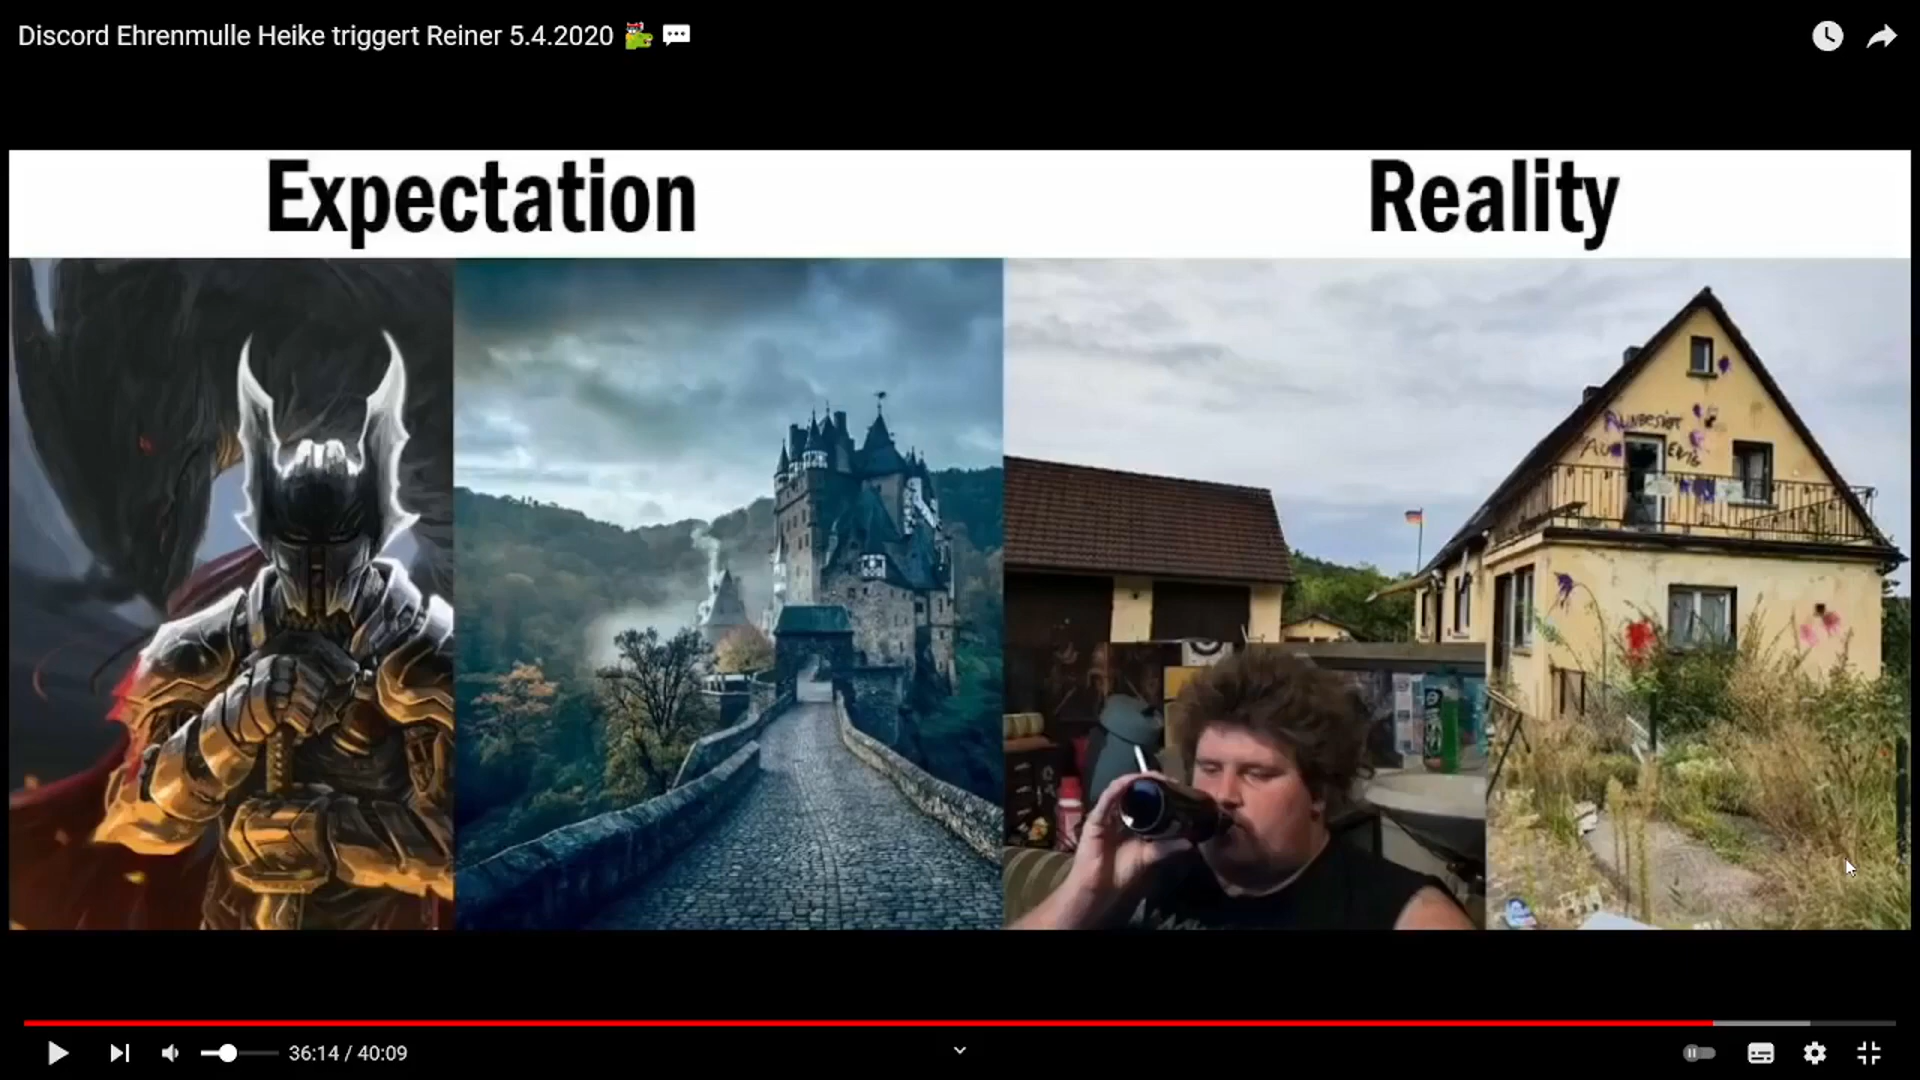 Discord Ehrenmulle Heike triggert Reiner 5.4.2020
Expectation
Reality
36:14 / 40:09